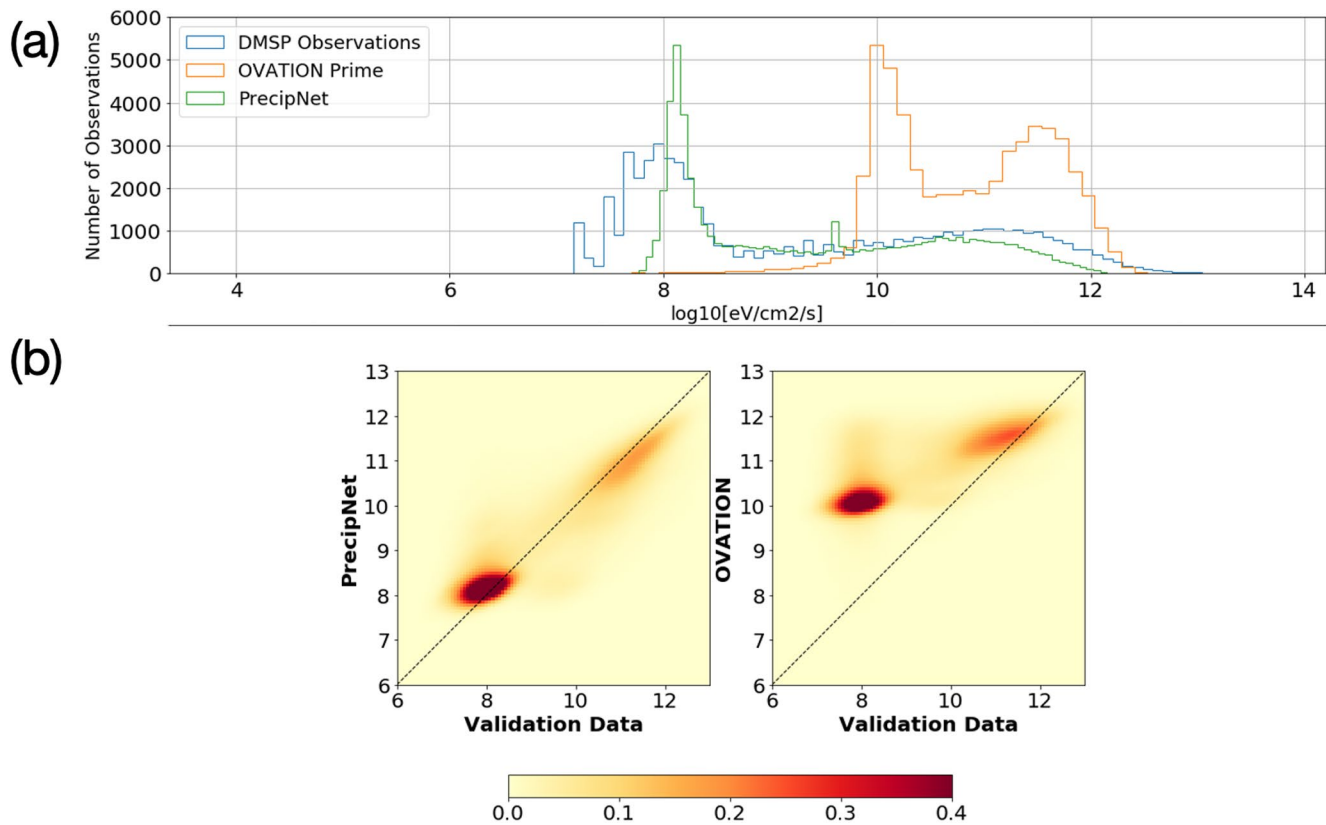 (a)
6000
5000
4000
3000
2000
1000
0
Number of Observations
DMSP Observations
OVATION Prime
PrecipNet
4 6 8 10 12 14
log10[eV/cm2/s]
(b)
13
12
11
10
9
8
7
6
PrecipNet
6 8 10 12
Validation Data
13
12
11
10
9
8
7
6
OVATION
6 8 10 12
Validation Data
0.0 0.1 0.2 0.3 0.4